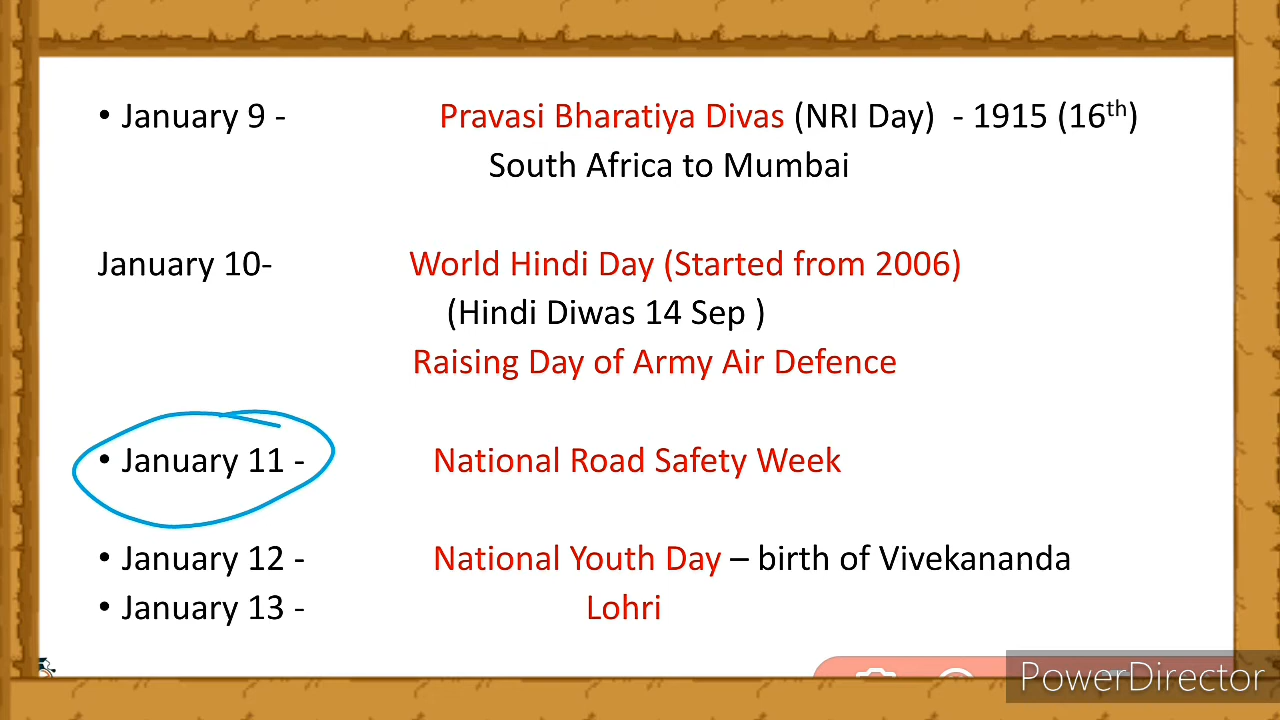 • January 9 - Pravasi Bharatiya Divas (NRI Day) - 1915 (16th)
South Africa to Mumbai
January 10- World Hindi Day (Started from 2006)
(Hindi Diwas 14 Sep )
Raising Day of Army Air Defence
• January 11 - National Road Safety Week
• January 12 - National Youth Day – birth of Vivekananda
• January 13 - Lohri
PowerDirector